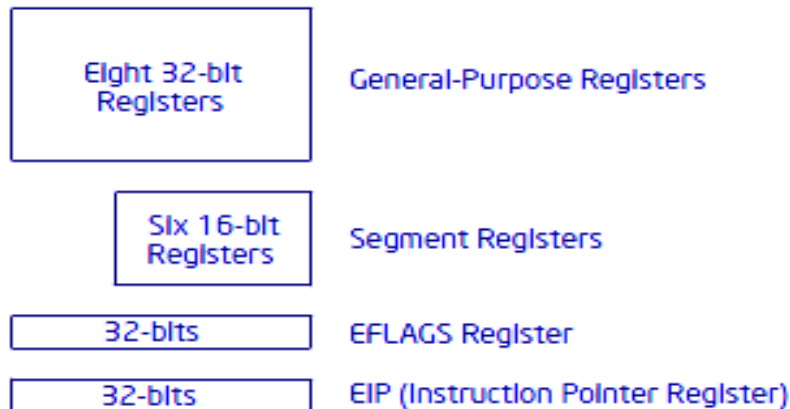 Eight 32-bit
Registers
General-Purpose Registers
Six 16-bit
Registers
Segment Registers
32-bits
EFLAGS Register
32-bits
EIP (Instruction Pointer Register)